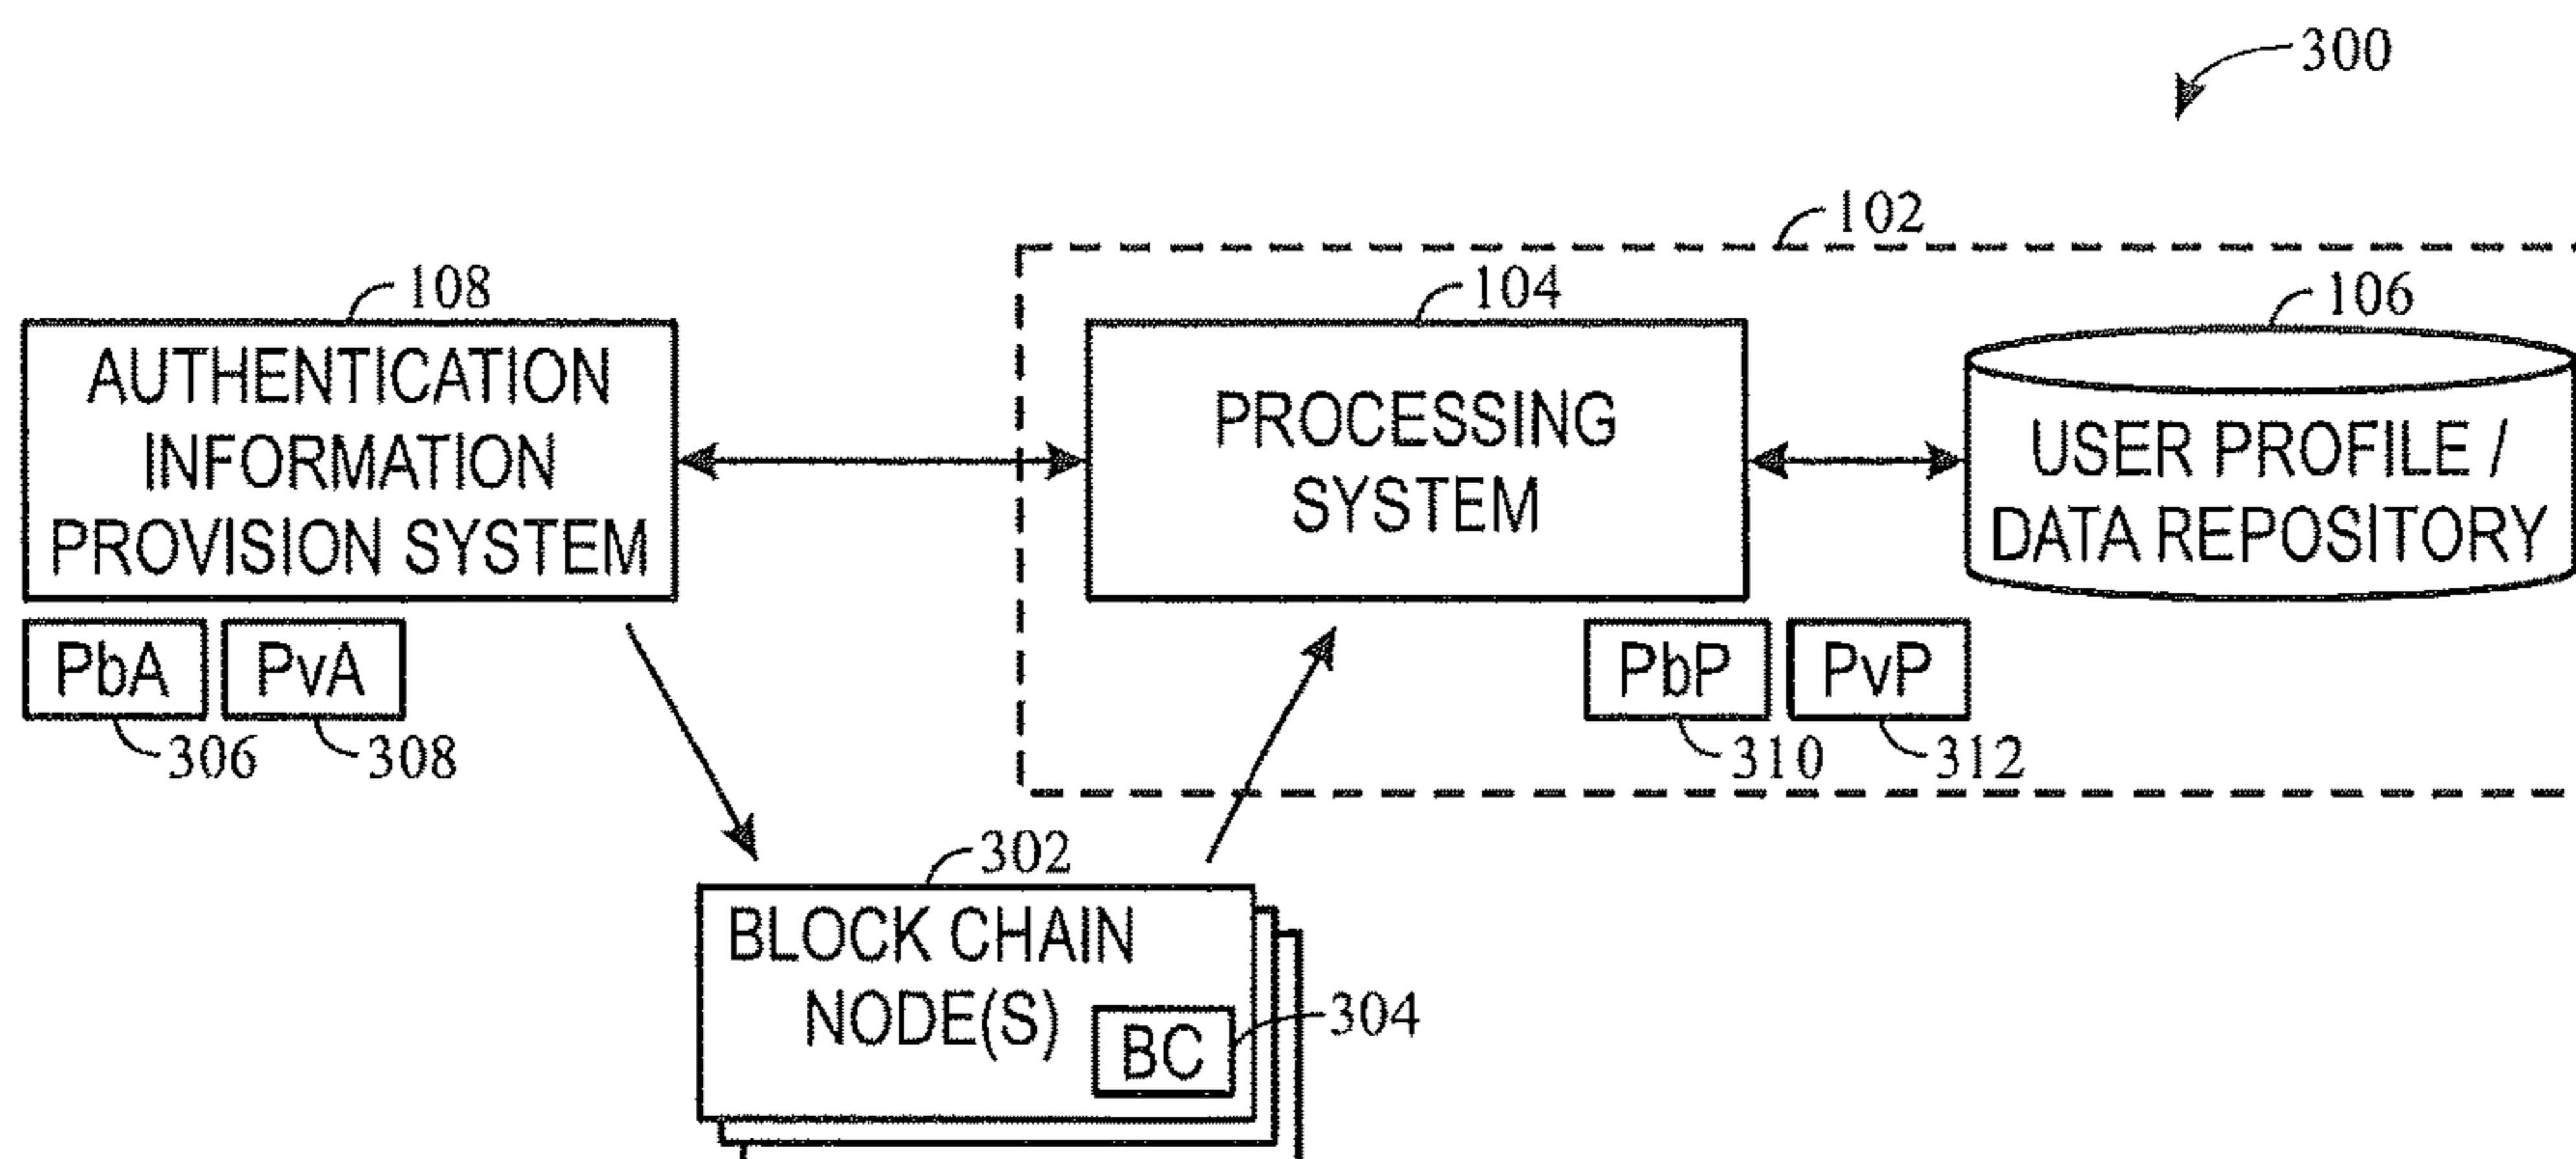 300
102
108
104
106
AUTHENTICATION
INFORMATION
PROVISION SYSTEM
PROCESSING
SYSTEM
USER PROFILE /
DATA REPOSITORY
PbA
PvA
PbP
PvP
306
308
310
312
302
BLOCK CHAIN
NODE(S)
BC
304